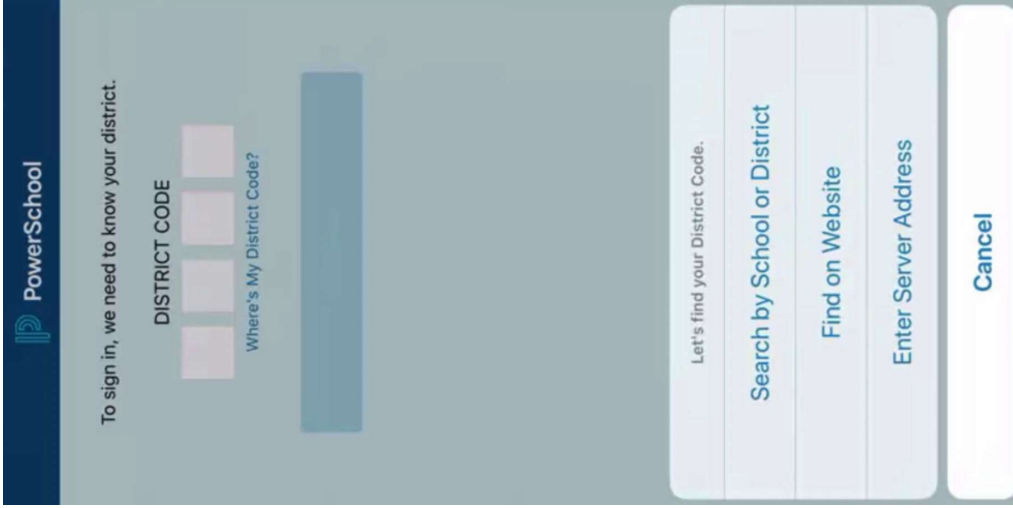 PowerSchool
To sign in, we need to know your district.
DISTRICT CODE
Where's My District Code?
Let's find your District Code.
Search by School or District
Find on Website
Enter Server Address
Cancel